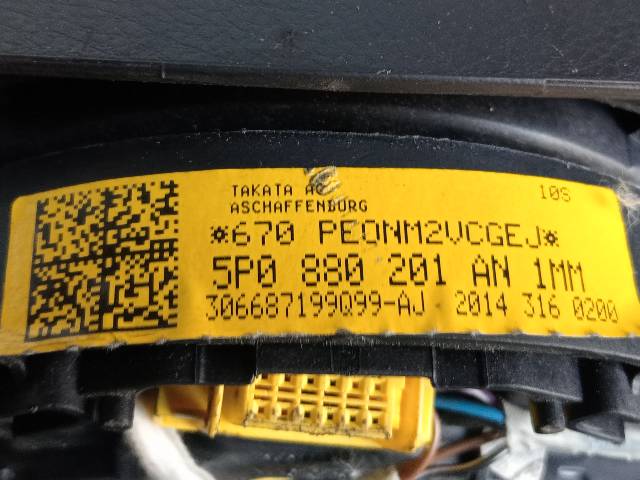 TAKATA AG
10S
ASCHAFFENBURG
*670 PEONM2VCGEJ*
5P0 880 201 AN 1MM
306687199Q99-AJ 2014 316 0200